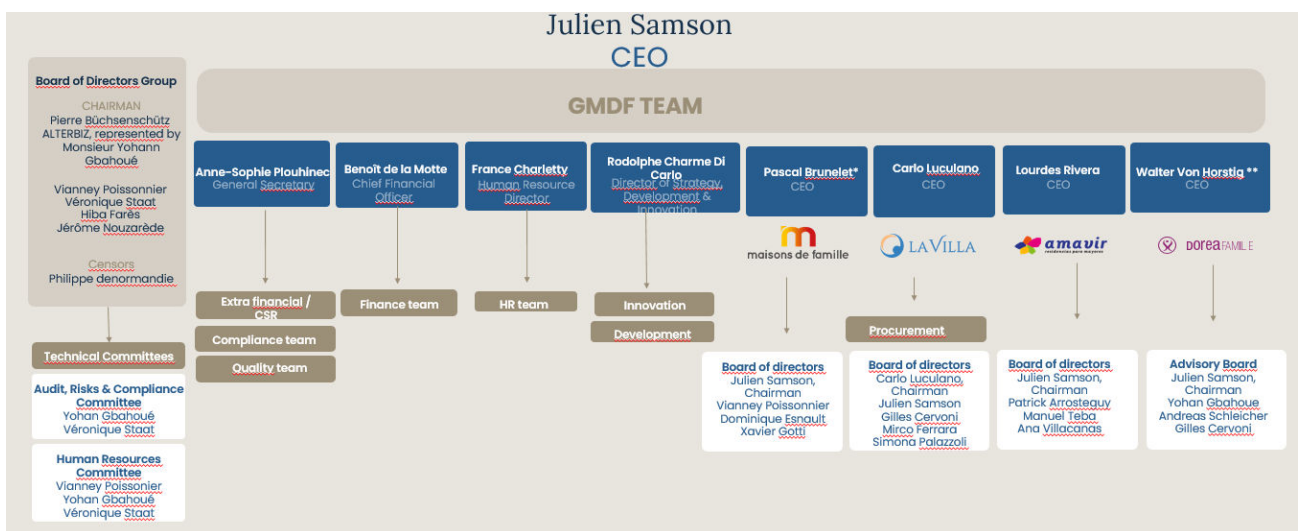 Julien Samson
CEO
GMDF TEAM
Board of Directors Group
CHAIRMAN
Pierre Büchsenschütz
ALTERBIZ, represented by
Monsieur Yohann
Gbahoué
Vianney Poissonnier
Véronique Staat
Hiba Farès
Jérôme Nouzarède
Censors
Philippe denormandie
Technical Committees
Audit, Risks & Compliance
Committee
Yohan Gbahoué
Véronique Staat
Human Resources
Committee
Vianney Poissonier
Yohan Gbahoué
Véronique Staat
Anne-Sophie Plouhinec
General Secretary
Extra financial /
CSR
Compliance team
Quality team
Benoît de la Motte
Chief Financial
Officer
Finance team
France Charletty
Human Resource
Director
HR team
Rodolphe Charme Di
Carlo
Director of Strategy,
Development &
Innovation
Innovation
Development
Pascal Brunelet*
CEO
maisons de famille
Board of directors
Julien Samson,
Chairman
Vianney Poissonnier
Dominique Esnault
Xavier Gotti
Carlo Luculano
CEO
LA VILLA
Procurement
Board of directors
Carlo Luculano,
Chairman
Julien Samson
Gilles Cervoni
Mirco Ferrara
Simona Palazzoli
Lourdes Rivera
CEO
amavir
residencias para mayores
Board of directors
Julien Samson,
Chairman
Patrick Arrosteguy
Manuel Teba
Ana Villacanas
Walter Von Horstig **
CEO
DOREAFAMILIE
Advisory Board
Julien Samson,
Chairman
Yohan Gbahoue
Andreas Schleicher
Gilles Cervoni